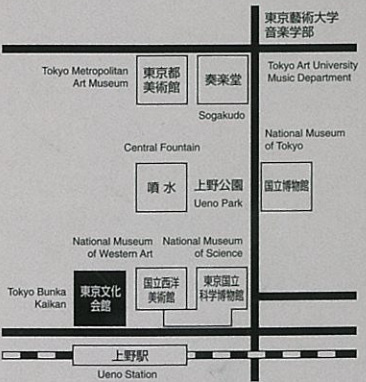 東京藝術大学
音楽学部
Tokyo Metropolitan
Art Museum
東京都
美術館
奏楽堂
Tokyo Art University
Music Department
Sogakudo
National Museum
of Tokyo
Central Fountain
噴水
上野公園
Ueno Park
国立博物館
National Museum
of Western Art
National Museum
of Science
Tokyo Bunka
Kaikan
東京文化
会館
国立西洋
美術館
東京国立
科学博物館
上野駅
Ueno Station